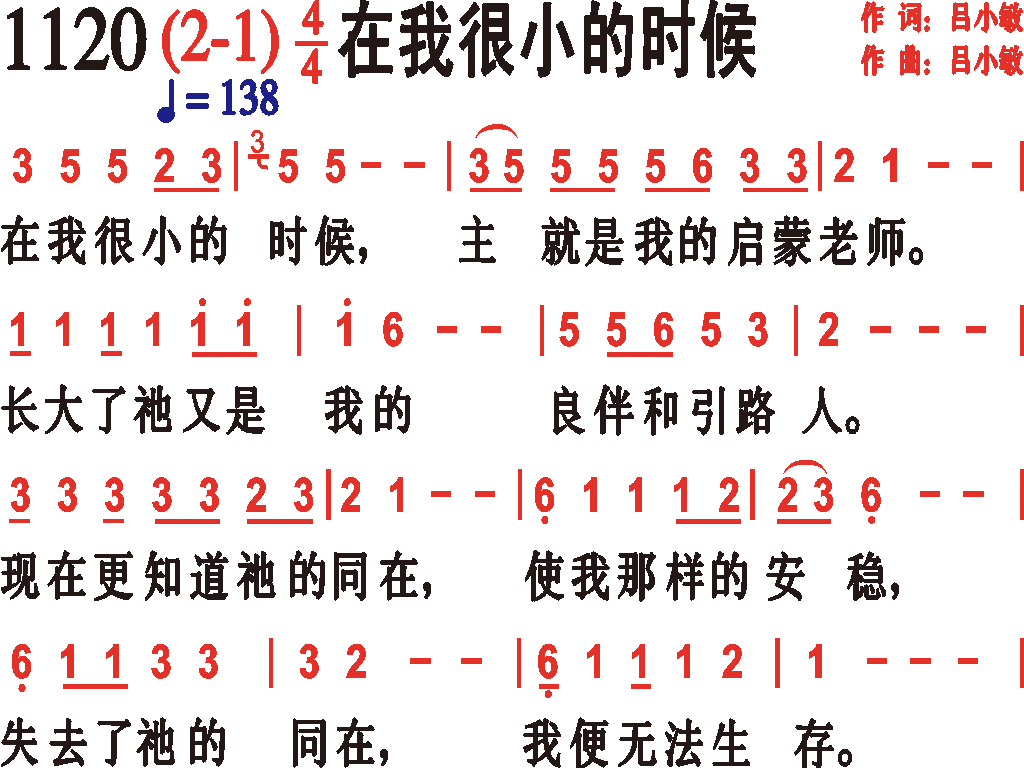 1120 (2-1) 4/4 在我很小的时候
作 词：吕小敏
作 曲：吕小敏
♩= 138
3 5 5 2 3 | 3 5 5 - - | 3 5 5 5 5 6 3 3 | 2 1 - - |
在我很小的 时候, 主 就是我的启蒙老师。
1 1 1 1 1 1 | 1 6 - - | 5 5 6 5 3 | 2 - - - |
长大了祂又是 我的 良伴和引路 人。
3 3 3 3 3 2 3 | 2 1 - - | 6 1 1 1 2 | 2 3 6 - - |
现在更知道祂的同在, 使我那样的安 稳,
6 1 1 3 3 | 3 2 - - | 6 1 1 1 2 | 1 - - - |
失去了祂的 同在, 我便无法生 存。